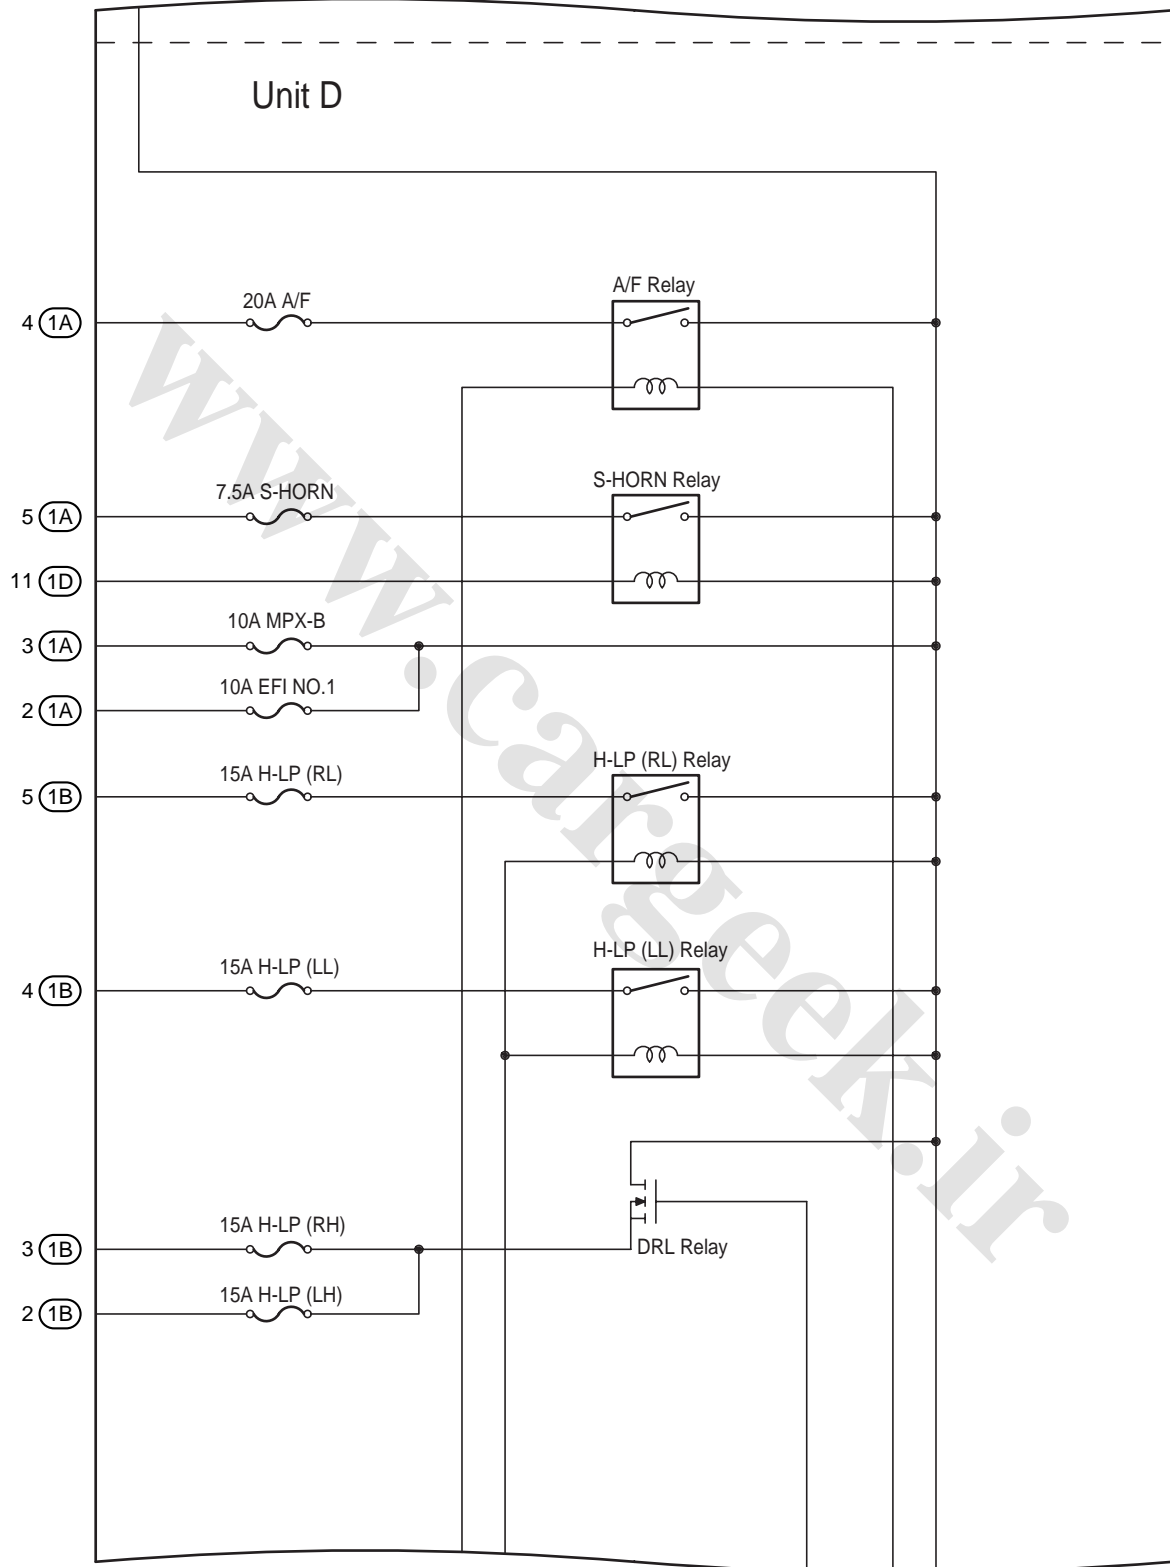 Unit D
A/F Relay
20A A/F
4 1A
S-HORN Relay
7.5A S-HORN
5 1A
11 1D
10A MPX-B
3 1A
10A EFI NO.1
2 1A
H-LP (RL) Relay
15A H-LP (RL)
5 1B
H-LP (LL) Relay
15A H-LP (LL)
4 1B
15A H-LP (RH)
3 1B
DRL Relay
15A H-LP (LH)
2 1B
www.cargeek.ir